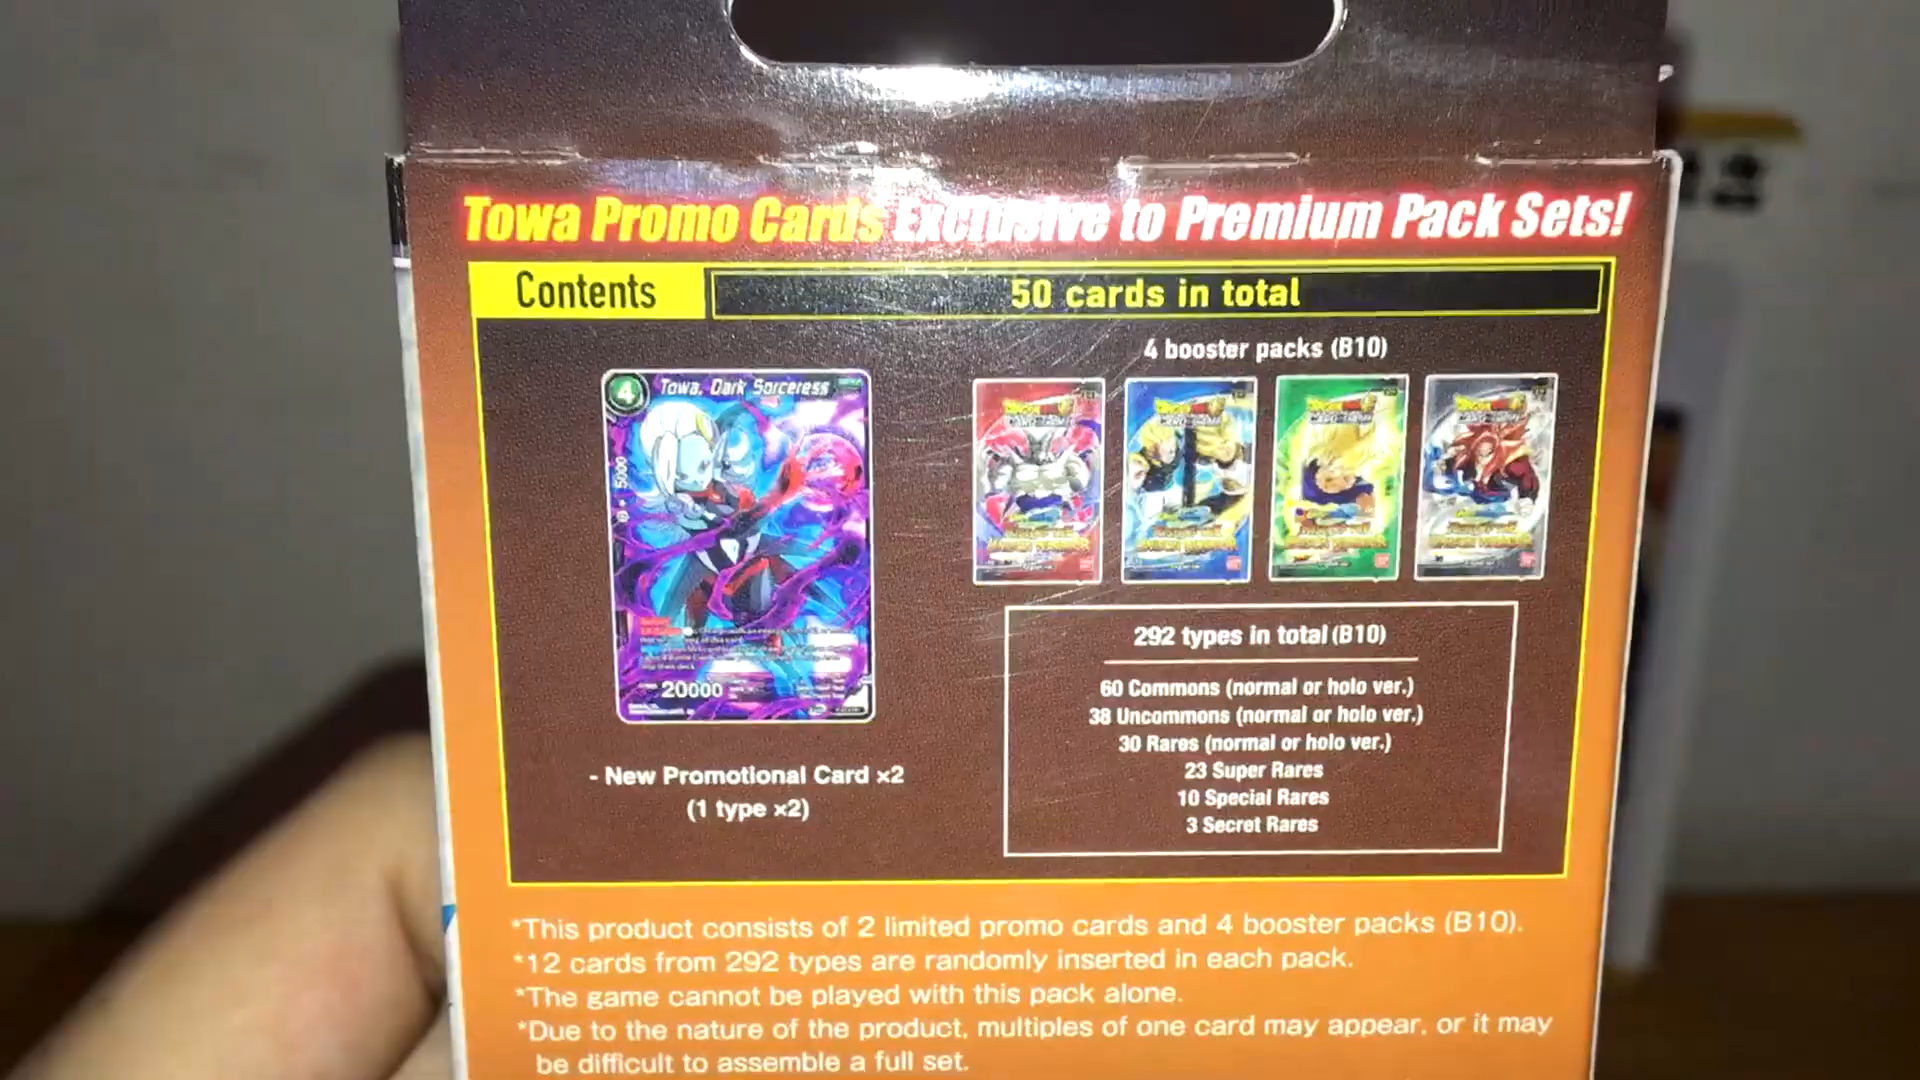 Towa Promo Cards Exclusive to Premium Pack Sets!
Contents
50 cards in total
4 booster packs (B10)
4
Towa, Dark Sorceress
5000
20000
- New Promotional Card ×2
(1 type ×2)
292 types in total (B10)
60 Commons (normal or holo ver.)
38 Uncommons (normal or holo ver.)
30 Rares (normal or holo ver.)
23 Super Rares
10 Special Rares
3 Secret Rares
*This product consists of 2 limited promo cards and 4 booster packs (B10).
*12 cards from 292 types are randomly inserted in each pack.
*The game cannot be played with this pack alone.
*Due to the nature of the product, multiples of one card may appear, or it may
be difficult to assemble a full set.